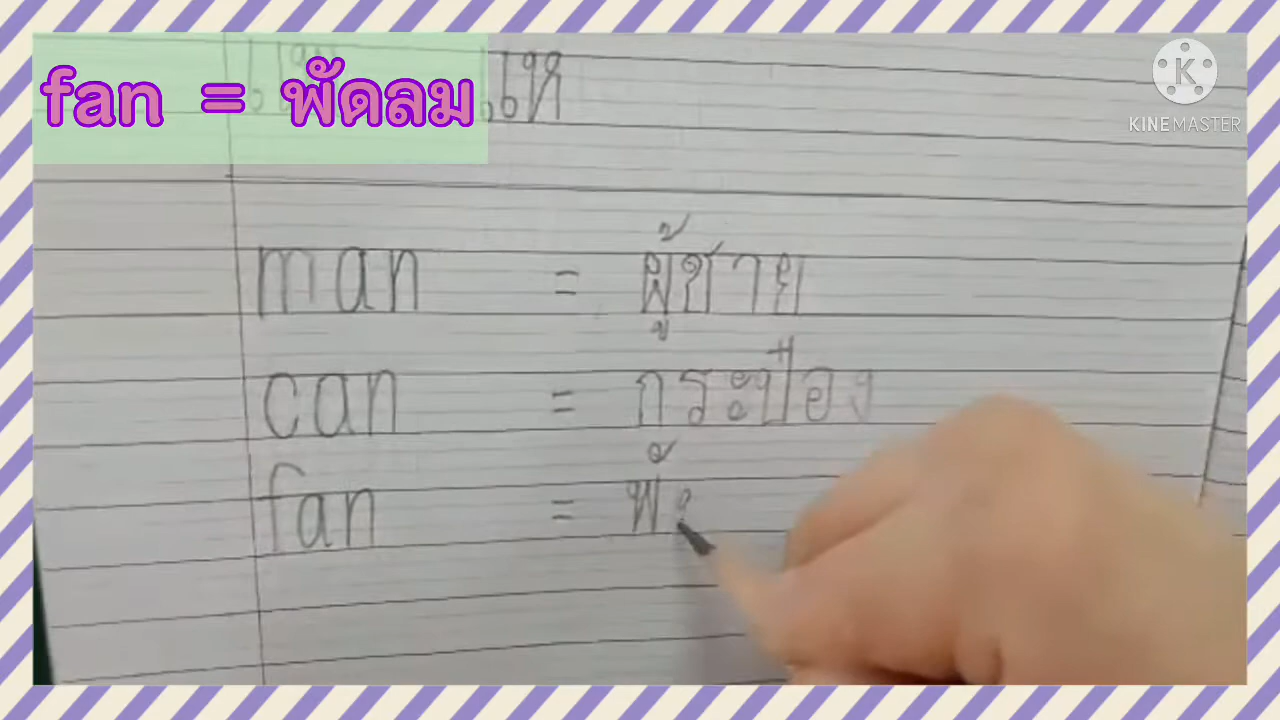 fan = พัดลม
KINEMASTER
man = ผู้ชาย
can = กระป๋อง
fan = พั